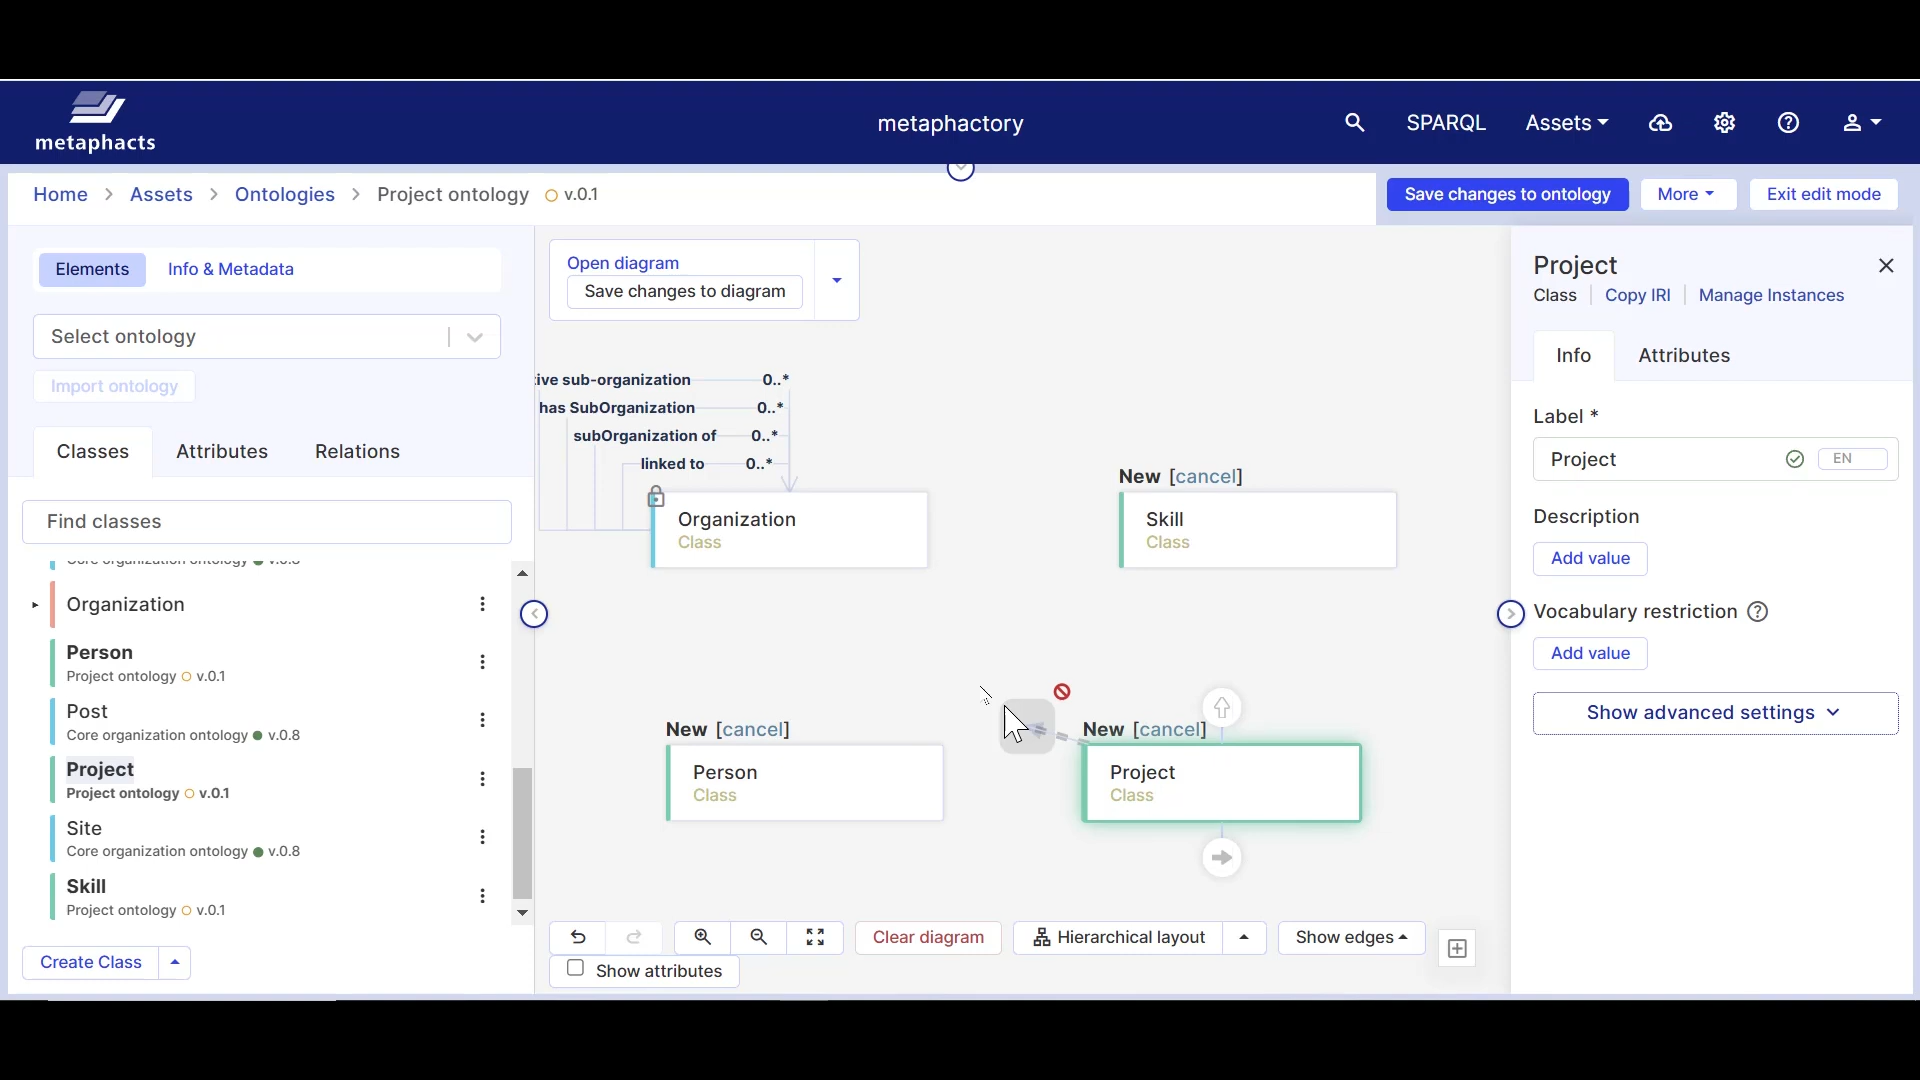 metaphacts
metaphactory
SPARQL
Assets
Home > Assets > Ontologies > Project ontology v.0.1
Save changes to ontology
More
Exit edit mode
Elements
Info & Metadata
Select ontology
Import ontology
Classes
Attributes
Relations
Find classes
Core organization ontology v.0.8
Organization
Person
Project ontology v.0.1
Post
Core organization ontology v.0.8
Project
Project ontology v.0.1
Site
Core organization ontology v.0.8
Skill
Project ontology v.0.1
Create Class
Open diagram
Save changes to diagram
ive sub-organization 0..*
has SubOrganization 0..*
subOrganization of 0..*
linked to 0..*
Organization
Class
New [cancel]
Skill
Class
New [cancel]
Person
Class
New [cancel]
Project
Class
Clear diagram
Hierarchical layout
Show edges
Show attributes
Project
Class
Copy IRI
Manage Instances
Info
Attributes
Label *
Project
EN
Description
Add value
Vocabulary restriction
Add value
Show advanced settings